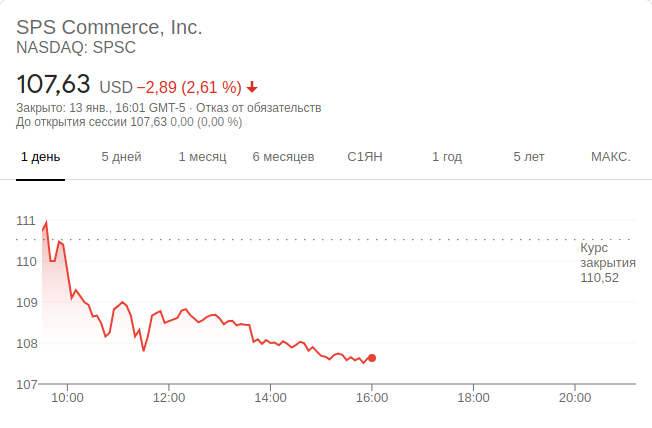 SPS Commerce, Inc.
NASDAQ: SPSC
107,63 USD −2,89 (2,61 %)
Закрыто: 13 янв., 16:01 GMT-5 · Отказ от обязательств
До открытия сессии 107,63 0,00 (0,00 %)
1 день 5 дней 1 месяц 6 месяцев С1ЯН 1 год 5 лет МАКС.
111
Курс
закрытия
110,52
110
109
108
107
10:00 12:00 14:00 16:00 18:00 20:00